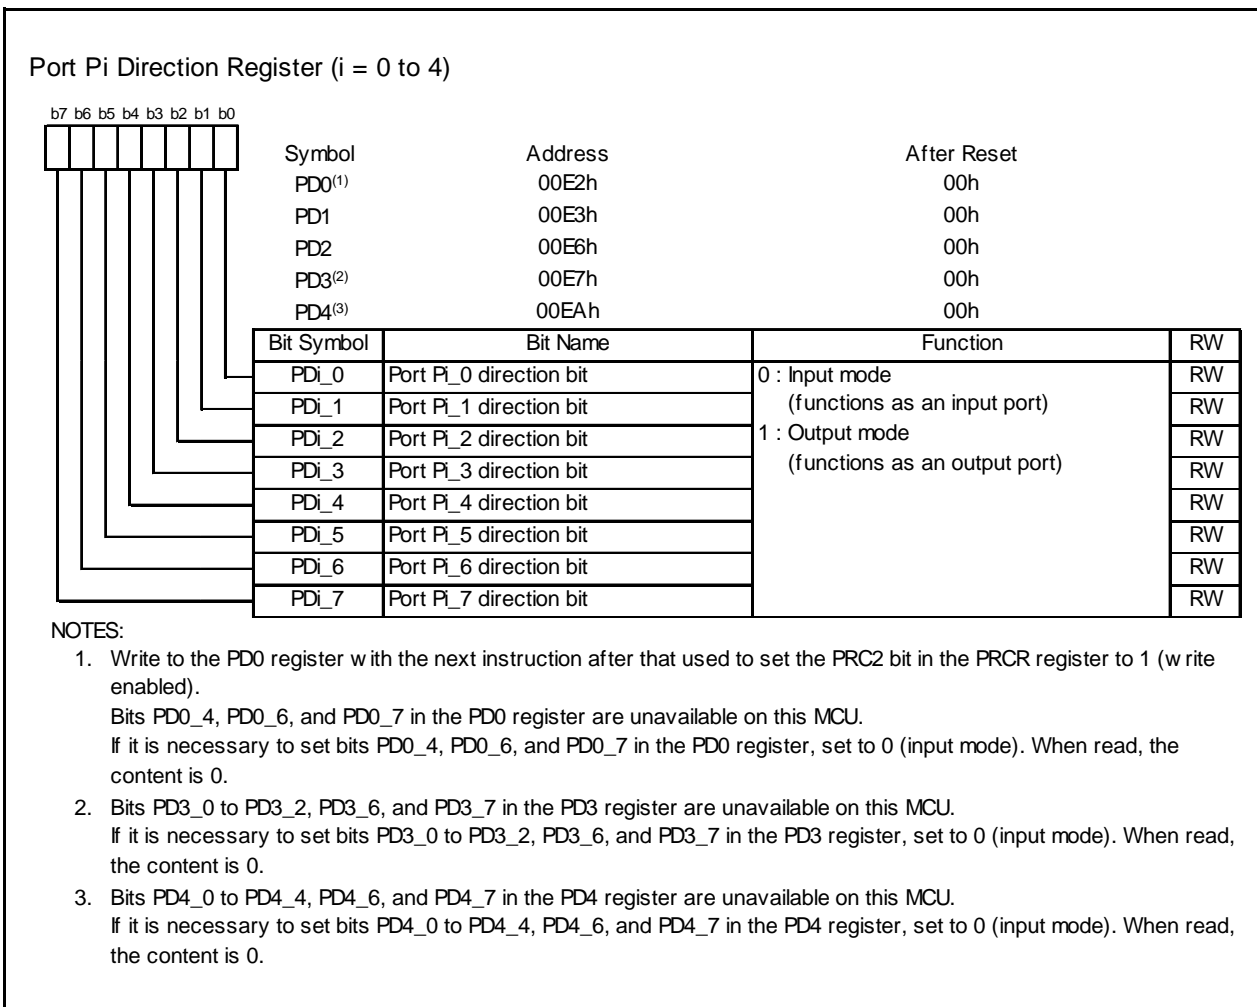 Port Pi Direction Register (i = 0 to 4)
b7 b6 b5 b4 b3 b2 b1 b0
Symbol Address After Reset
PD0(1) 00E2h 00h
PD1 00E3h 00h
PD2 00E6h 00h
PD3(2) 00E7h 00h
PD4(3) 00EAh 00h
Bit Symbol Bit Name Function RW
PDi_0 Port Pi_0 direction bit 0 : Input mode RW
PDi_1 Port Pi_1 direction bit (functions as an input port) RW
PDi_2 Port Pi_2 direction bit 1 : Output mode RW
PDi_3 Port Pi_3 direction bit (functions as an output port) RW
PDi_4 Port Pi_4 direction bit RW
PDi_5 Port Pi_5 direction bit RW
PDi_6 Port Pi_6 direction bit RW
PDi_7 Port Pi_7 direction bit RW
NOTES:
1. Write to the PD0 register with the next instruction after that used to set the PRC2 bit in the PRCR register to 1 (write
enabled).
Bits PD0_4, PD0_6, and PD0_7 in the PD0 register are unavailable on this MCU.
If it is necessary to set bits PD0_4, PD0_6, and PD0_7 in the PD0 register, set to 0 (input mode). When read, the
content is 0.
2. Bits PD3_0 to PD3_2, PD3_6, and PD3_7 in the PD3 register are unavailable on this MCU.
If it is necessary to set bits PD3_0 to PD3_2, PD3_6, and PD3_7 in the PD3 register, set to 0 (input mode). When read,
the content is 0.
3. Bits PD4_0 to PD4_4, PD4_6, and PD4_7 in the PD4 register are unavailable on this MCU.
If it is necessary to set bits PD4_0 to PD4_4, PD4_6, and PD4_7 in the PD4 register, set to 0 (input mode). When read,
the content is 0.